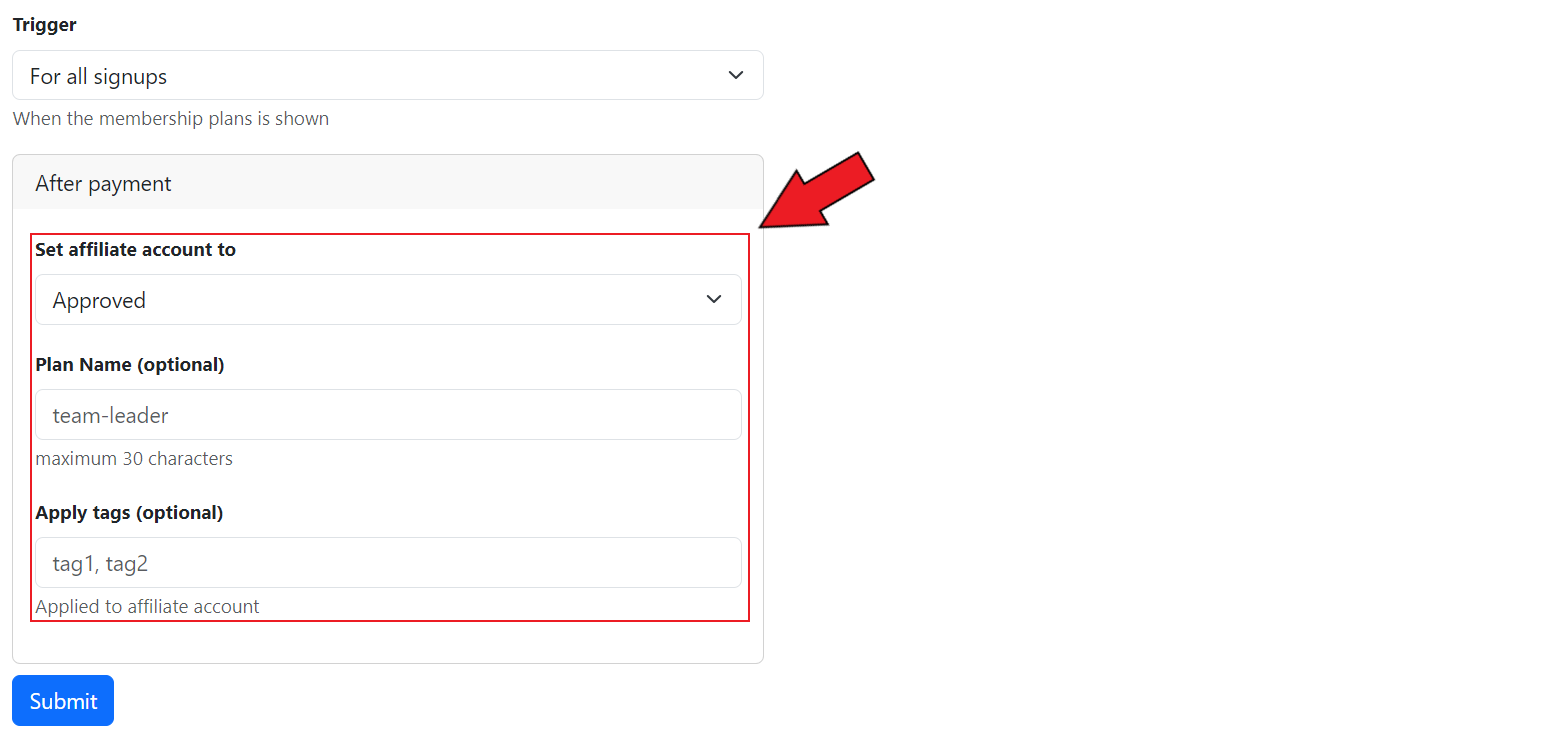 Trigger
For all signups
When the membership plans is shown
After payment
Set affiliate account to
Approved
Plan Name (optional)
team-leader
maximum 30 characters
Apply tags (optional)
tag1, tag2
Applied to affiliate account
Submit